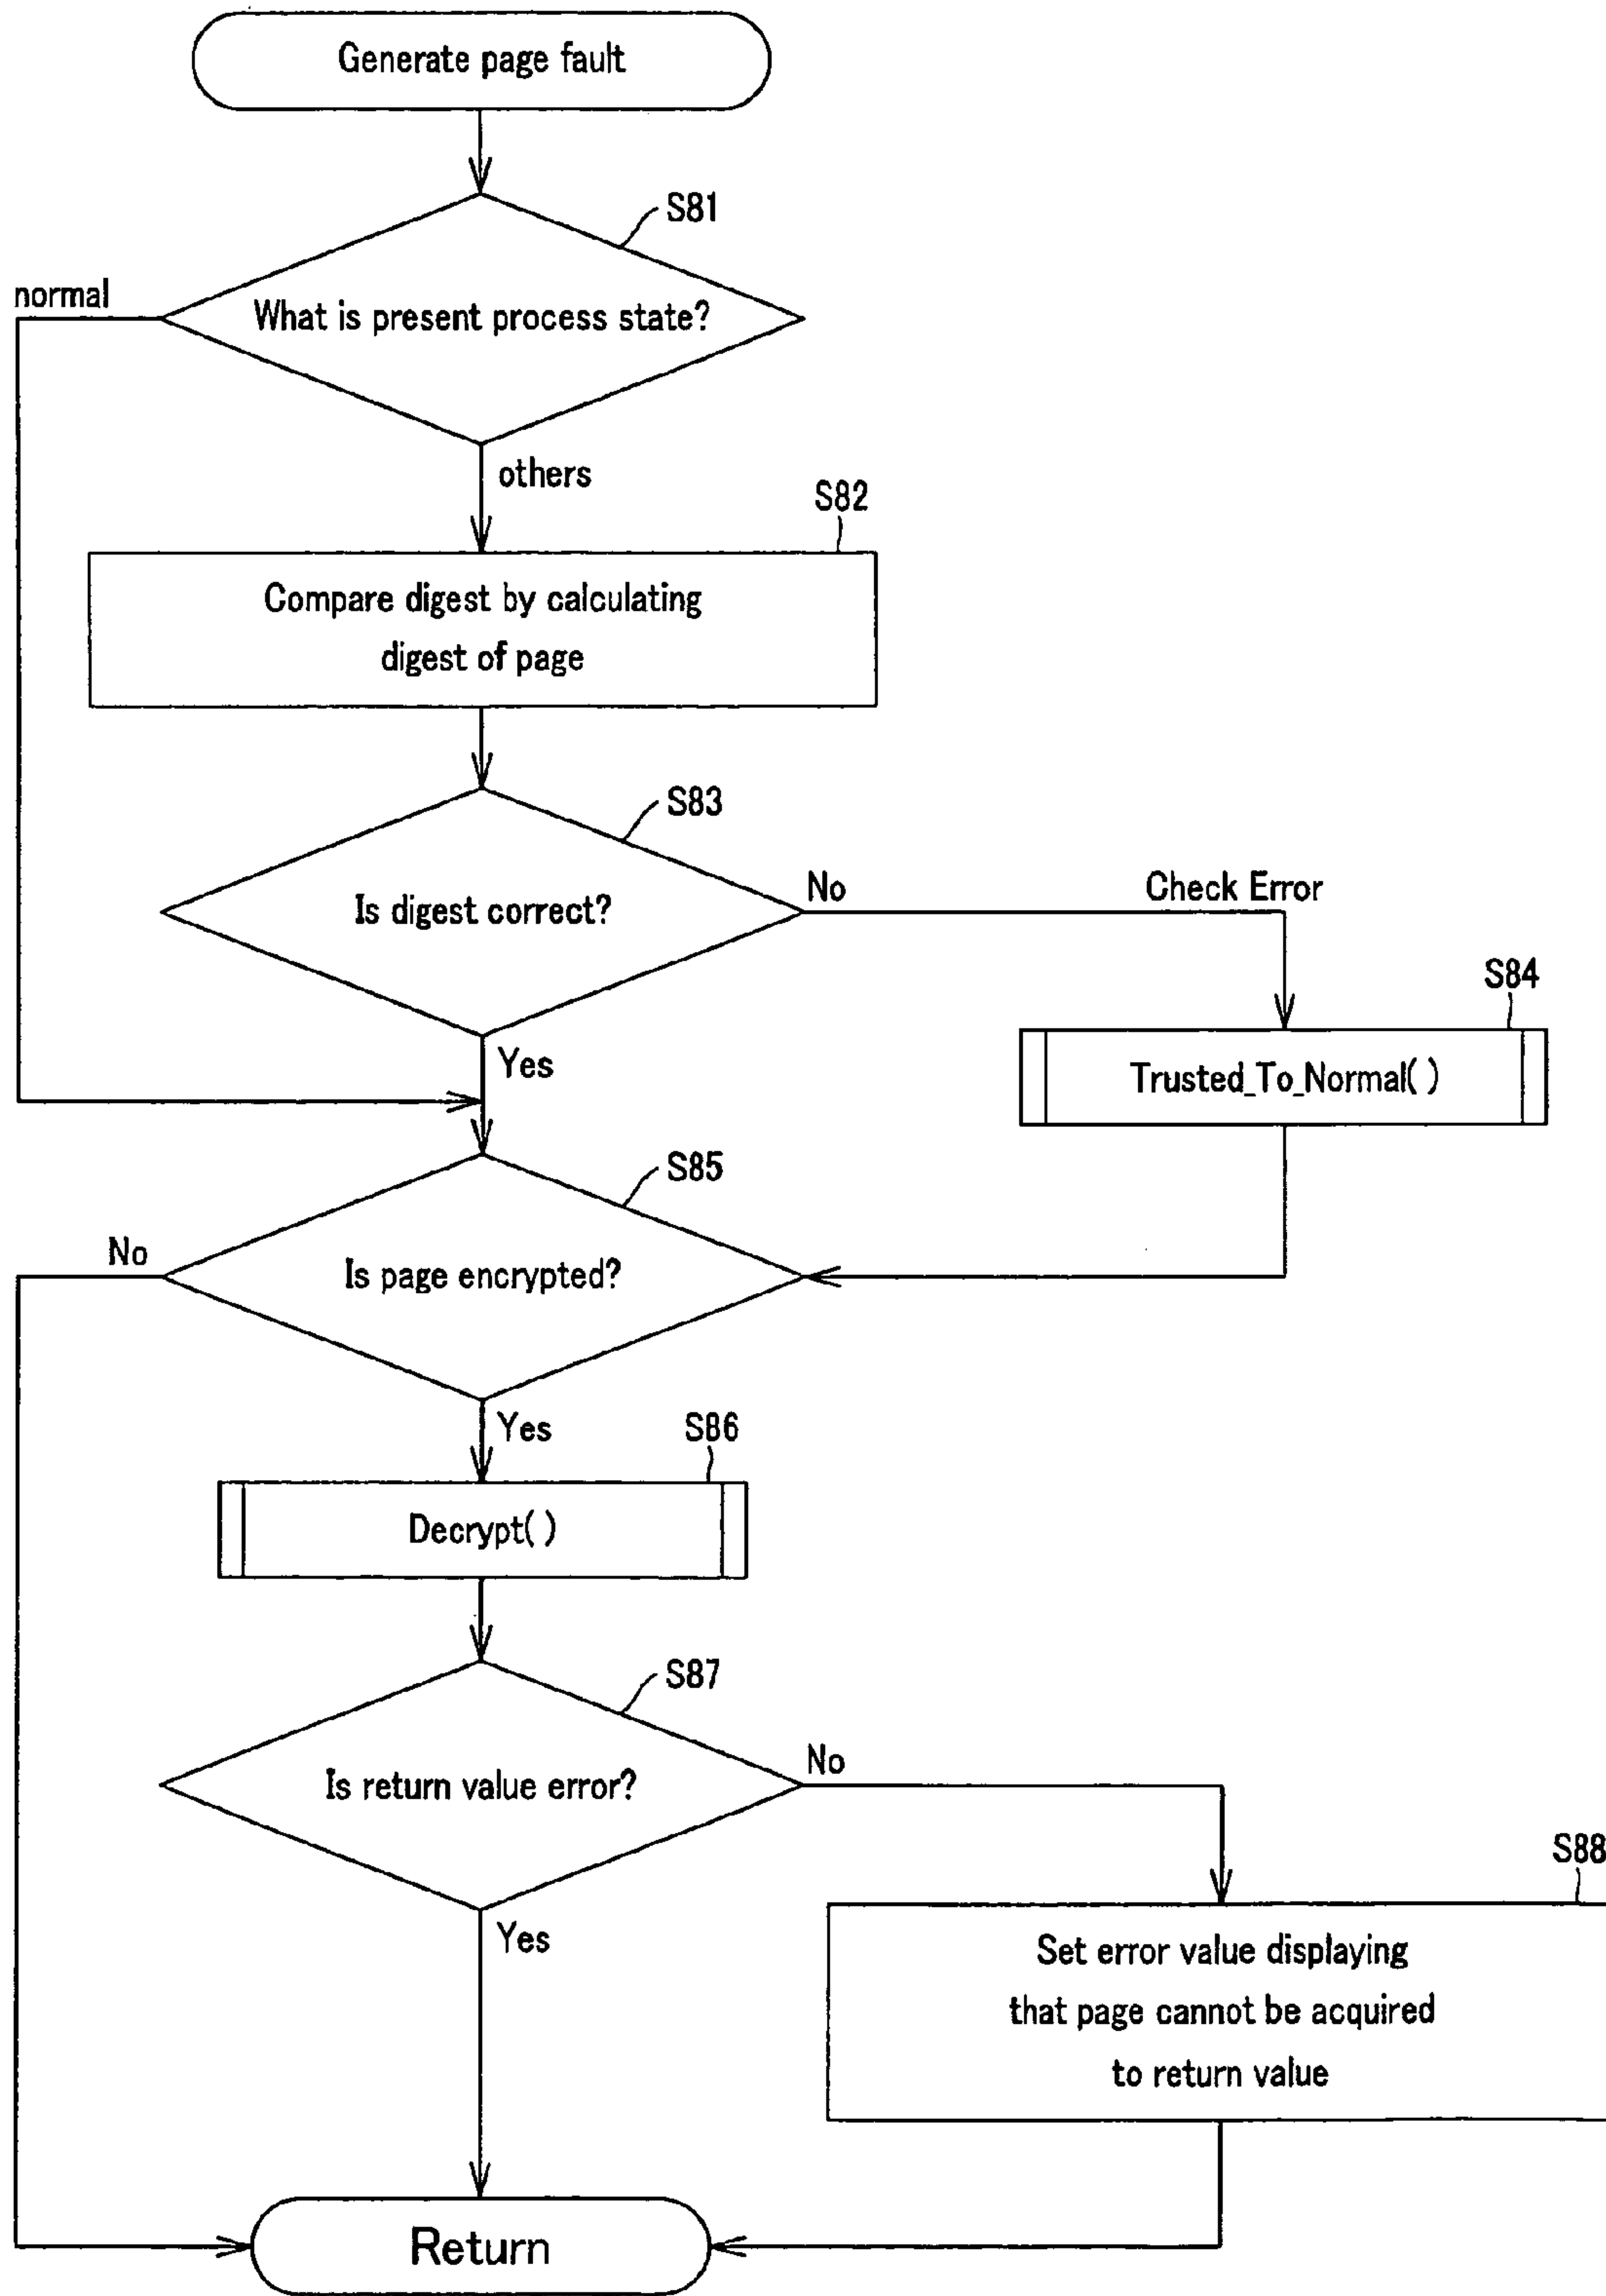 Generate page fault
S81
normal
What is present process state?
others
S82
Compare digest by calculating
digest of page
S83
Is digest correct?
No
Check Error
S84
Trusted_To_Normal( )
Yes
S85
No
Is page encrypted?
Yes
S86
Decrypt( )
S87
Is return value error?
No
S88
Yes
Set error value displaying
that page cannot be acquired
to return value
Return